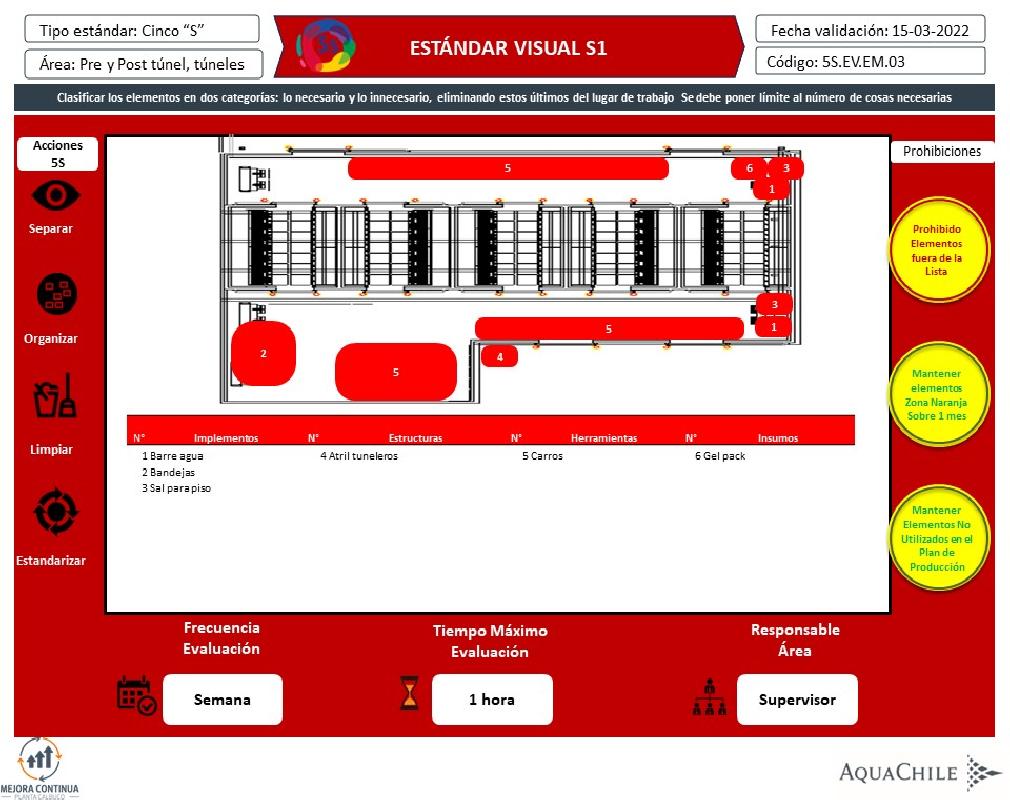 Tipo estándar: Cinco “S”
Área: Pre y Post túnel, túneles
ESTÁNDAR VISUAL S1
Fecha validación: 15-03-2022
Código: 5S.EV.EM.03
Clasificar los elementos en dos categorías: lo necesario y lo innecesario, eliminando estos últimos del lugar de trabajo Se debe poner límite al número de cosas necesarias
Acciones
5S
Separar
Organizar
Limpiar
Estandarizar
5
6
3
1
3
1
5
2
5
4
N° Implementos N° Estructuras N° Herramientas N° Insumos
1 Barre agua 4 Atril tuneleros 5 Carros 6 Gel pack
2 Bandejas
3 Sal para piso
Prohibiciones
Prohibido
Elementos
fuera de la
Lista
Mantener
elementos
Zona Naranja
Sobre 1 mes
Mantener
Elementos No
Utilizados en el
Plan de
Producción
Frecuencia
Evaluación
Semana
Tiempo Máximo
Evaluación
1 hora
Responsable
Área
Supervisor
MEJORA CONTINUA
PLANTA CALBUCO
AQUACHILE